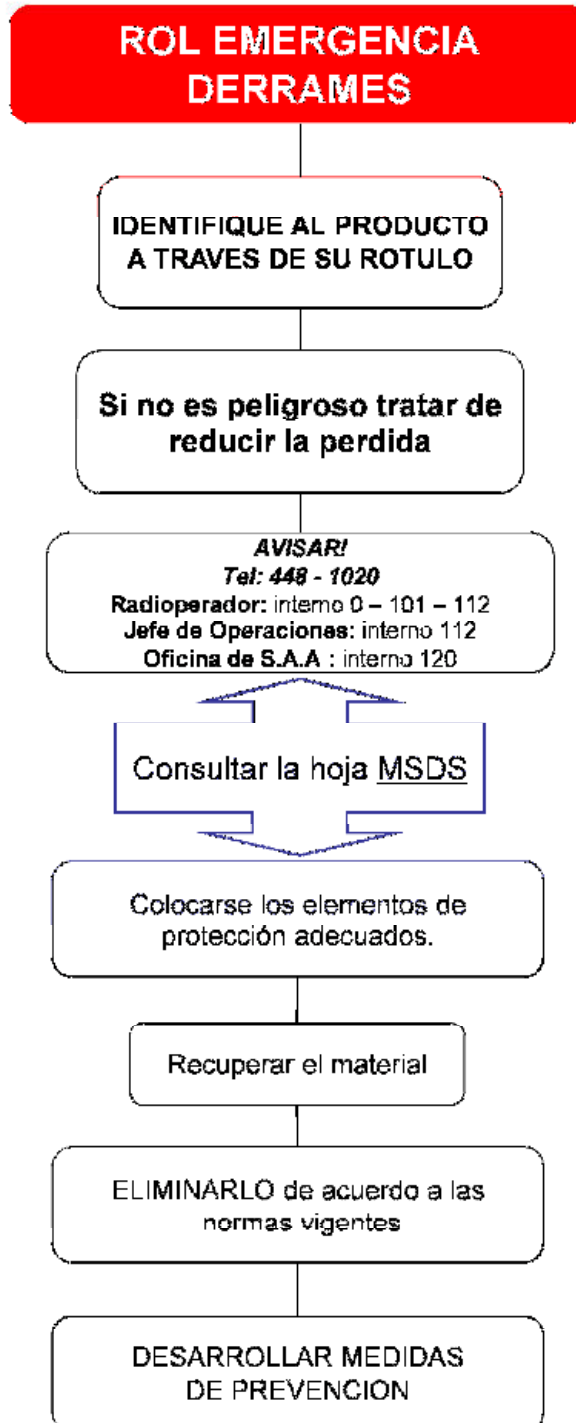 ROL EMERGENCIA
DERRAMES
IDENTIFIQUE AL PRODUCTO
A TRAVES DE SU ROTULO
Si no es peligroso tratar de
reducir la perdida
AVISAR!
Tel: 448 - 1020
Radioperador: interno 0 – 101 – 112
Jefe de Operaciones: interno 112
Oficina de S.A.A : interno 120
Consultar la hoja MSDS
Colocarse los elementos de
protección adecuados.
Recuperar el material
ELIMINARLO de acuerdo a las
normas vigentes
DESARROLLAR MEDIDAS
DE PREVENCION